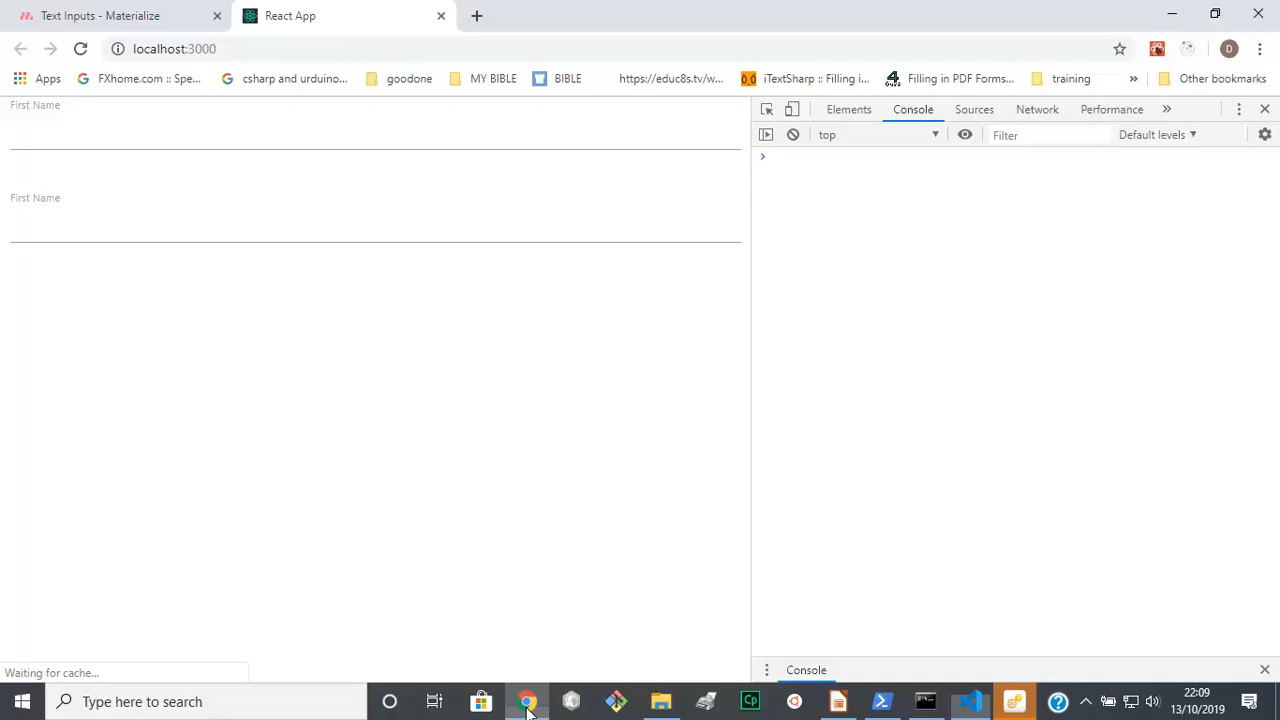 Text Inputs - Materialize
React App
localhost:3000
D
Apps
FXhome.com :: Spe...
csharp and urduino...
goodone
MY BIBLE
BIBLE
https://educ8s.tv/w...
iTextSharp :: Filling i...
Filling in PDF Forms...
training
»
Other bookmarks
First Name
First Name
Elements
Console
Sources
Network
Performance
»
top
Filter
Default levels
Console
Waiting for cache...
Type here to search
Cp
22:09
13/10/2019